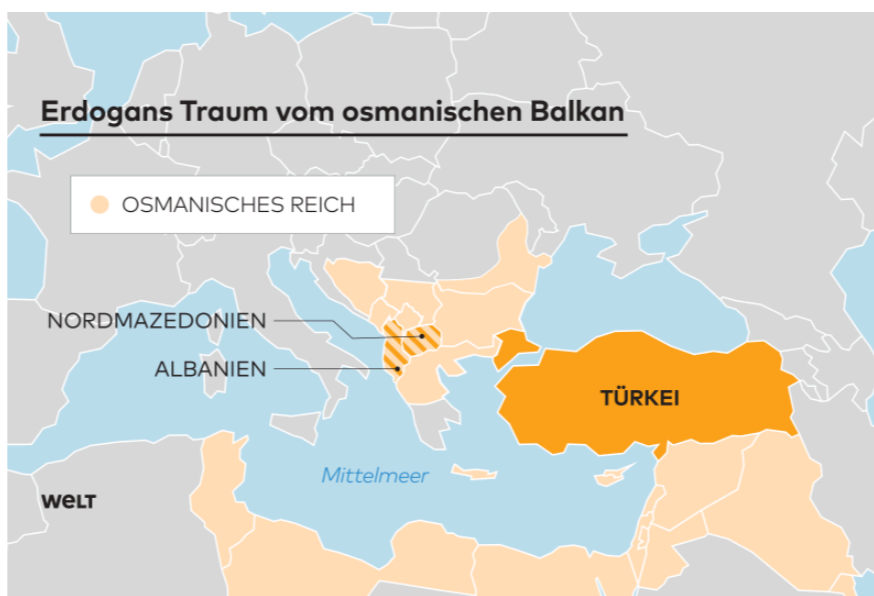 Erdogans Traum vom osmanischen Balkan
OSMANISCHES REICH
NORDMAZEDONIEN
ALBANIEN
TÜRKEI
Mittelmeer
WELT